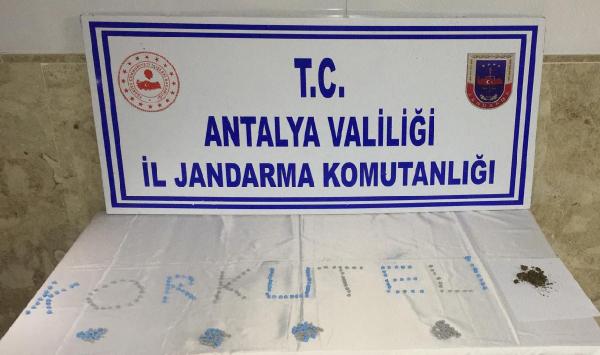 T.C.
ANTALYA VALİLİĞİ
İL JANDARMA KOMUTANLIĞI
KORKUTELİ